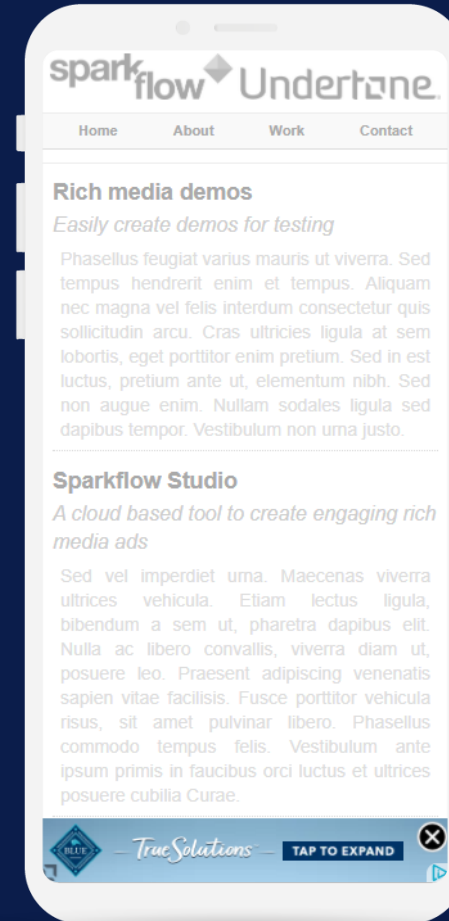 spark flow Undertone
Home About Work Contact
Rich media demos
Easily create demos for testing
Phasellus feugiat varius mauris ut viverra. Sed
tempus hendrerit enim et tempus. Aliquam
nec magna vel felis interdum consectetur quis
sollicitudin arcu. Cras ultricies ligula at sem
lobortis, eget porttitor enim pretium. Sed in est
luctus, pretium ante ut, elementum nibh. Sed
non augue enim. Nullam sodales ligula sed
dapibus tempor. Vestibulum non urna justo.
Sparkflow Studio
A cloud based tool to create engaging rich
media ads
Sed vel imperdiet urna. Maecenas viverra
ultrices vehicula. Etiam lectus ligula,
bibendum a sem ut, pharetra dapibus elit.
Nulla ac libero convallis, viverra diam ut,
posuere leo. Praesent adipiscing venenatis
sapien vitae facilisis. Fusce porttitor vehicula
risus, sit amet pulvinar libero. Phasellus
commodo tempus felis. Vestibulum ante
ipsum primis in faucibus orci luctus et ultrices
posuere cubilia Curae.
BLUE True Solutions TAP TO EXPAND